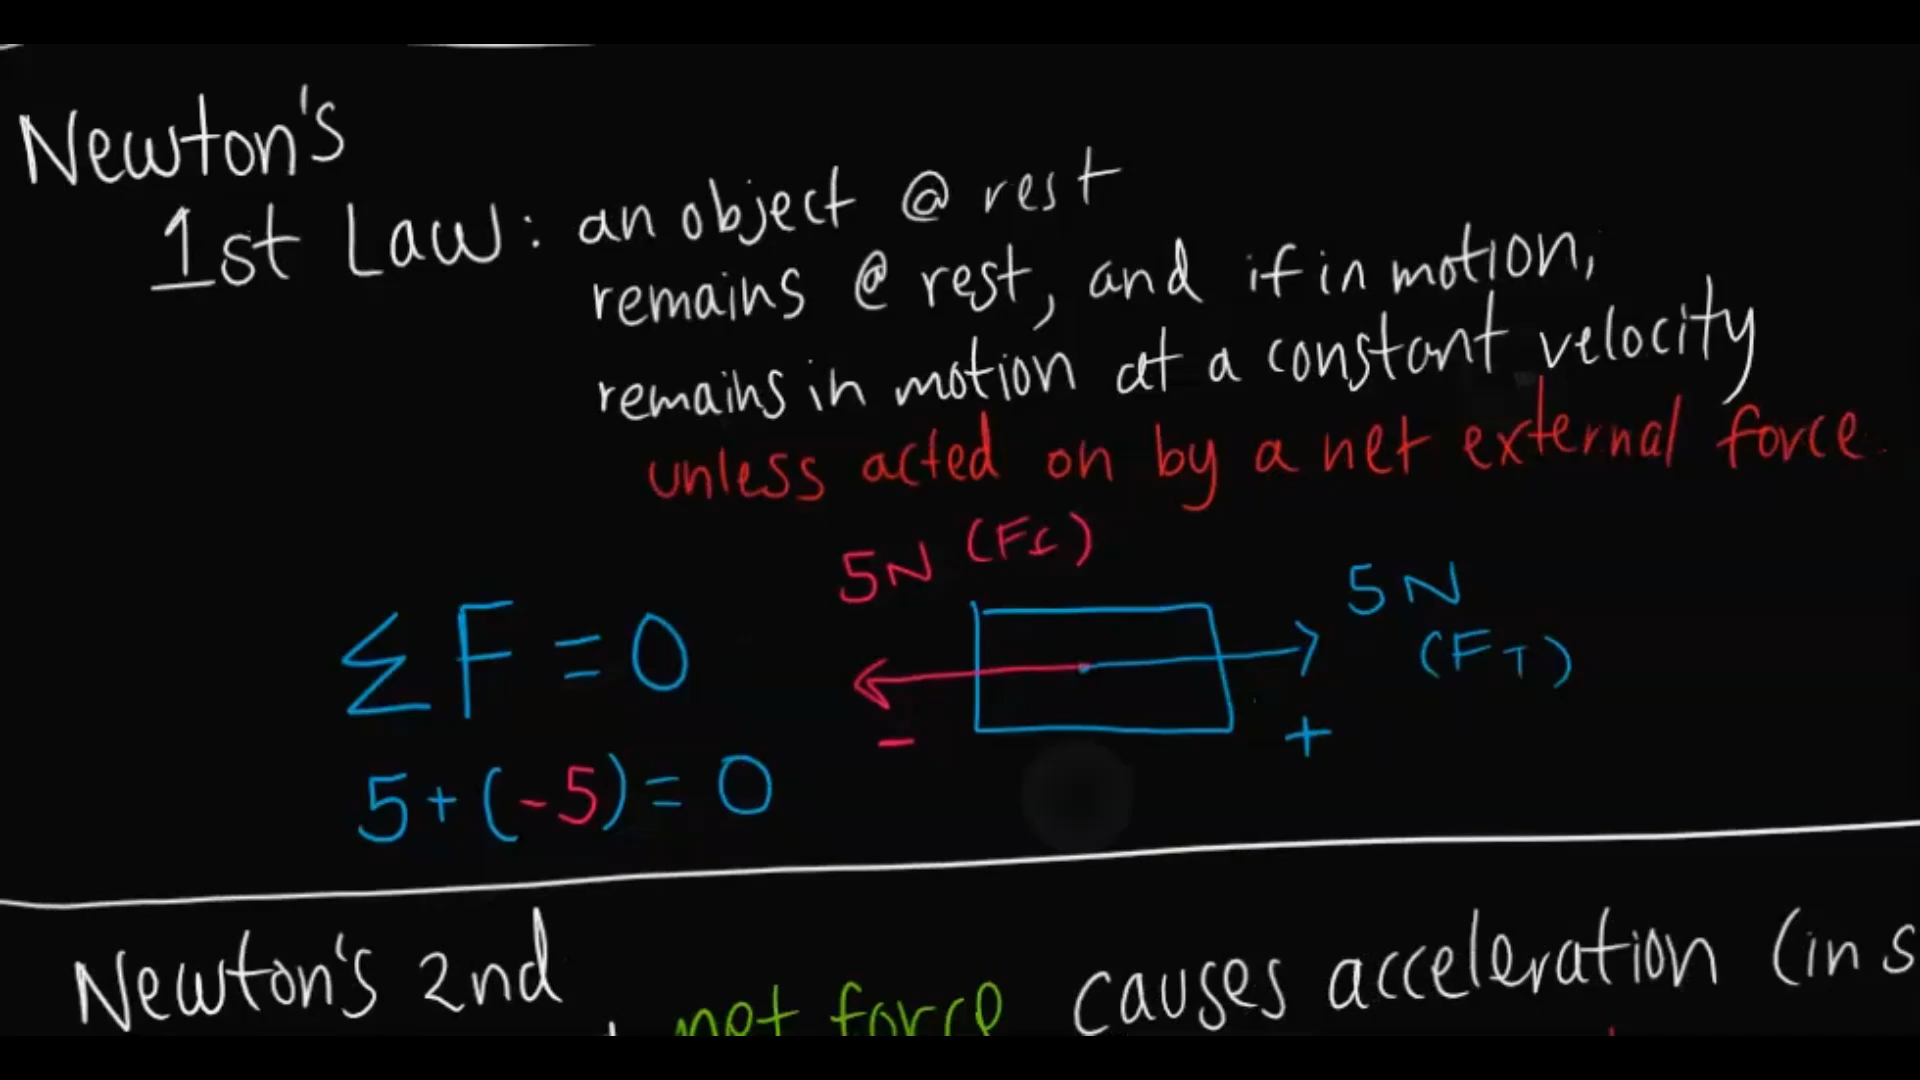 Newton's
1st Law: an object @ rest
remains @ rest, and if in motion,
remains in motion at a constant velocity
unless acted on by a net external force.
5N (Ff)
5N
(FT)
ΣF=0
-
+
5+(-5)=0
Newton's 2nd
net force causes acceleration (in s